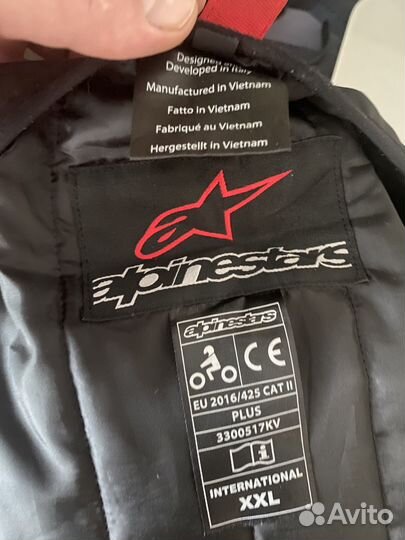 Designed and
Developed in Italy
Manufactured in Vietnam
Fatto in Vietnam
Fabriqué au Vietnam
Hergestellt in Vietnam
alpinestars
alpinestars
CE
EU 2016/425 CAT II
PLUS
3300517KV
i
INTERNATIONAL
XXL
Avito